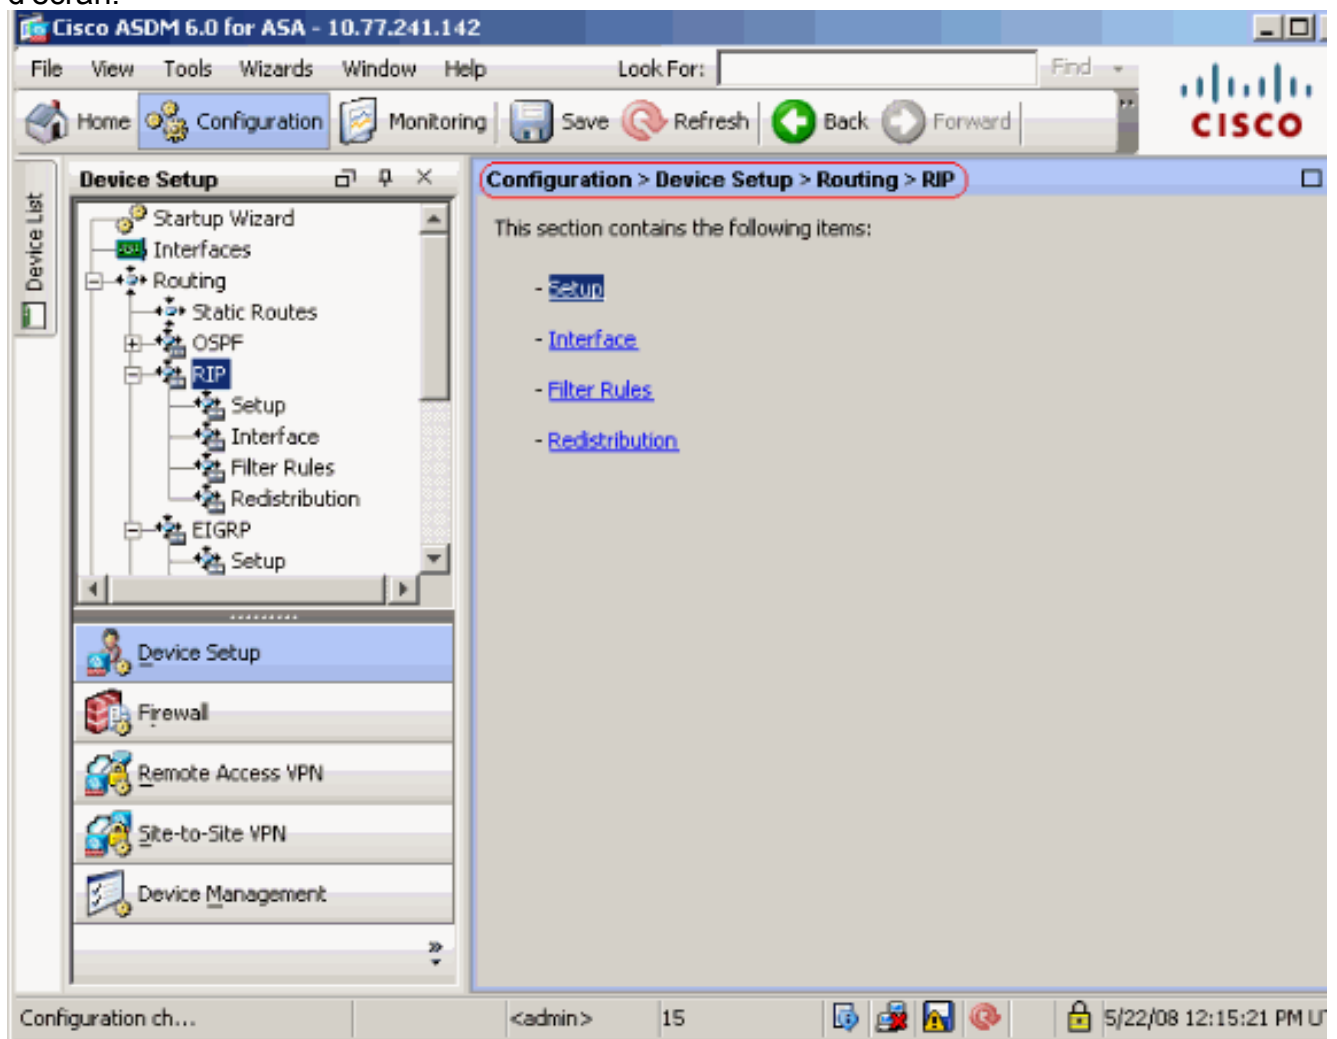 d'écran.
Cisco ASDM 6.0 for ASA - 10.77.241.142
File View Tools Wizards Window Help Look For: Find
Home Configuration Monitoring Save Refresh Back Forward
CISCO
Device List
Device Setup
Startup Wizard
Interfaces
Routing
Static Routes
OSPF
RIP
Setup
Interface
Filter Rules
Redistribution
EIGRP
Setup
Device Setup
Firewall
Remote Access VPN
Site-to-Site VPN
Device Management
Configuration > Device Setup > Routing > RIP
This section contains the following items:
- Setup
- Interface
- Filter Rules
- Redistribution
Configuration ch... <admin> 15 5/22/08 12:15:21 PM